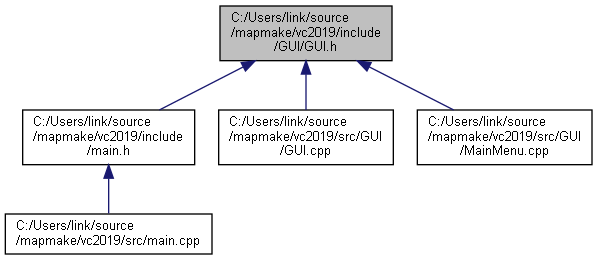 C:/Users/link/source
/mapmake/vc2019/include
/GUI/GUI.h
C:/Users/link/source
/mapmake/vc2019/include
/main.h
C:/Users/link/source
/mapmake/vc2019/src/GUI
/GUI.cpp
C:/Users/link/source
/mapmake/vc2019/src/GUI
/MainMenu.cpp
C:/Users/link/source
/mapmake/vc2019/src/main.cpp